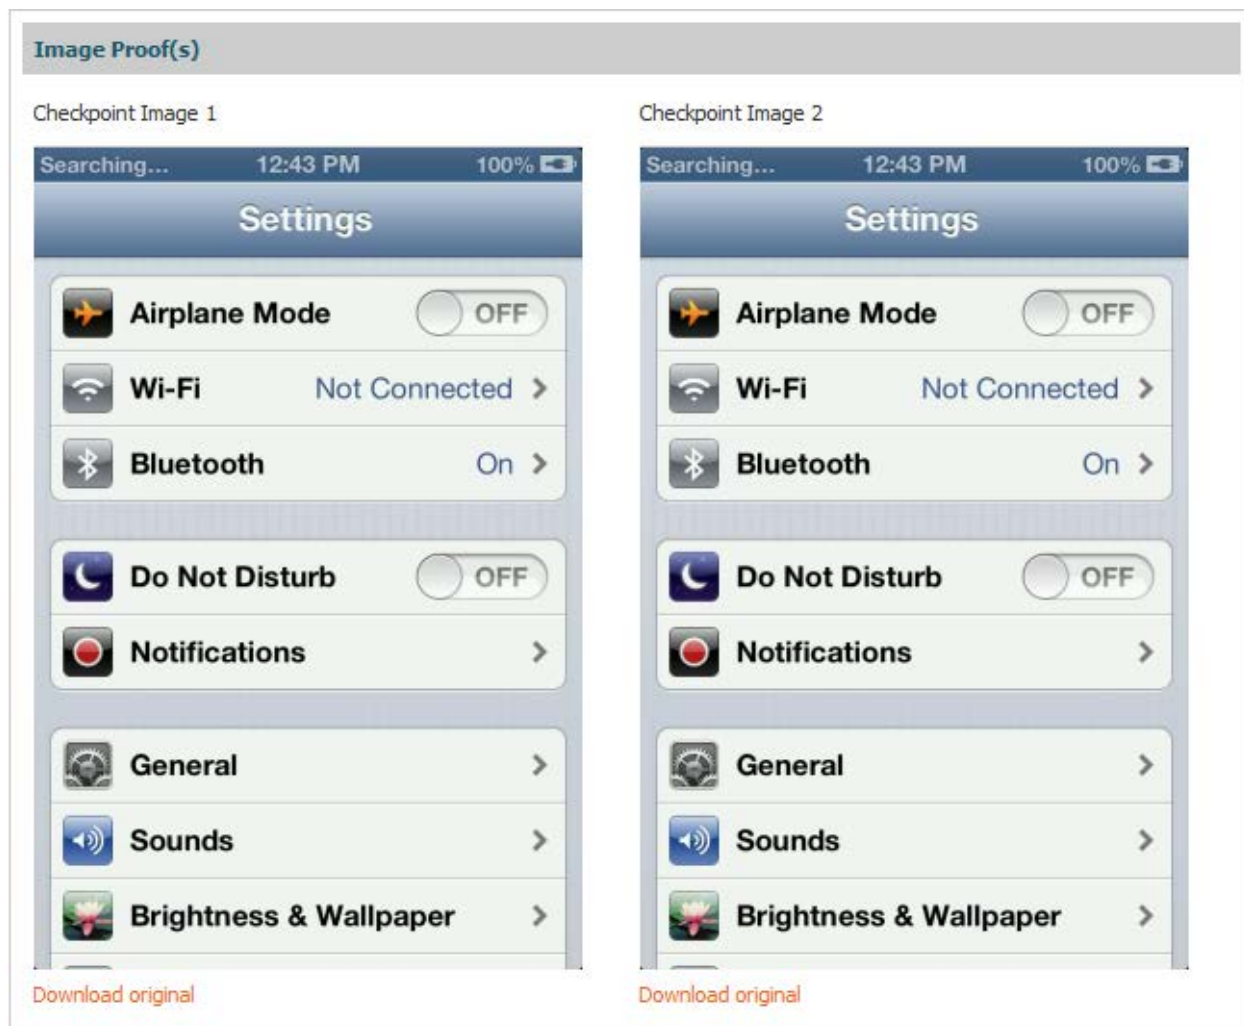 Image Proof(s)
Checkpoint Image 1
Searching... 12:43 PM 100%
Settings
Airplane Mode OFF
Wi-Fi Not Connected
Bluetooth On
Do Not Disturb OFF
Notifications
General
Sounds
Brightness & Wallpaper
Download original
Checkpoint Image 2
Searching... 12:43 PM 100%
Settings
Airplane Mode OFF
Wi-Fi Not Connected
Bluetooth On
Do Not Disturb OFF
Notifications
General
Sounds
Brightness & Wallpaper
Download original